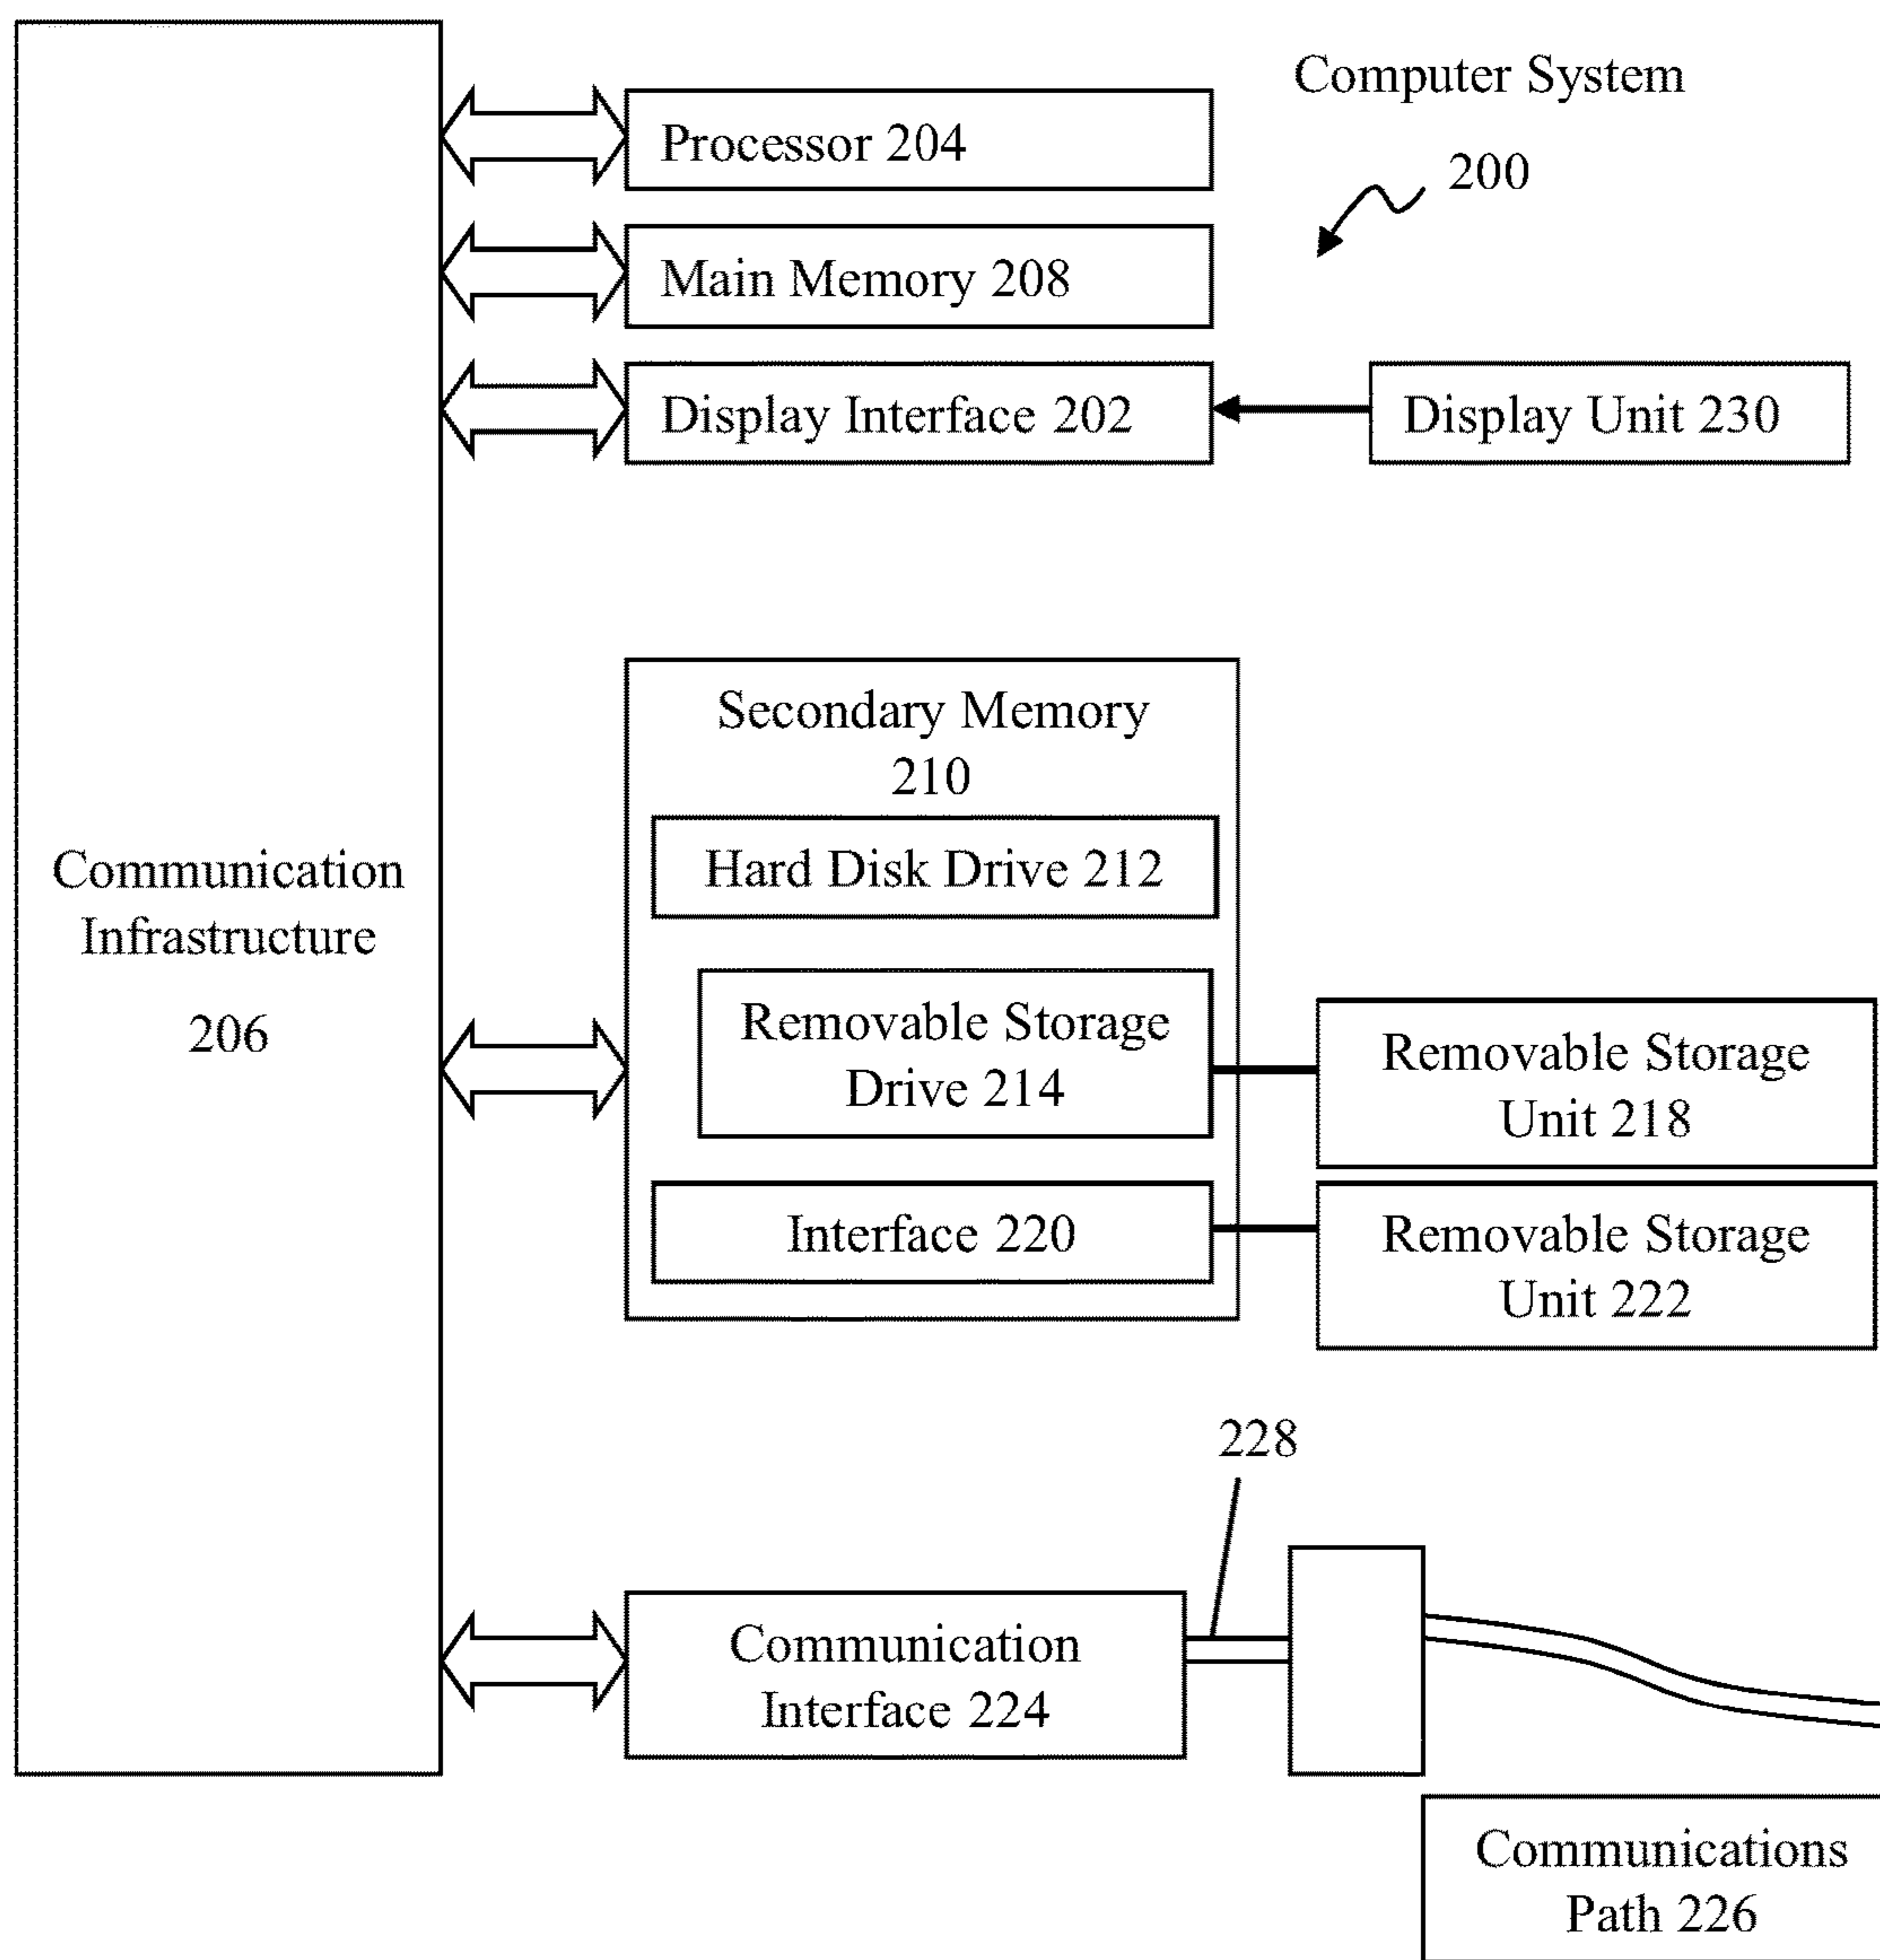 Computer System
200
Processor 204
Main Memory 208
Display Interface 202
Display Unit 230
Communication
Infrastructure
206
Secondary Memory
210
Hard Disk Drive 212
Removable Storage
Drive 214
Removable Storage
Unit 218
Interface 220
Removable Storage
Unit 222
228
Communication
Interface 224
Communications
Path 226